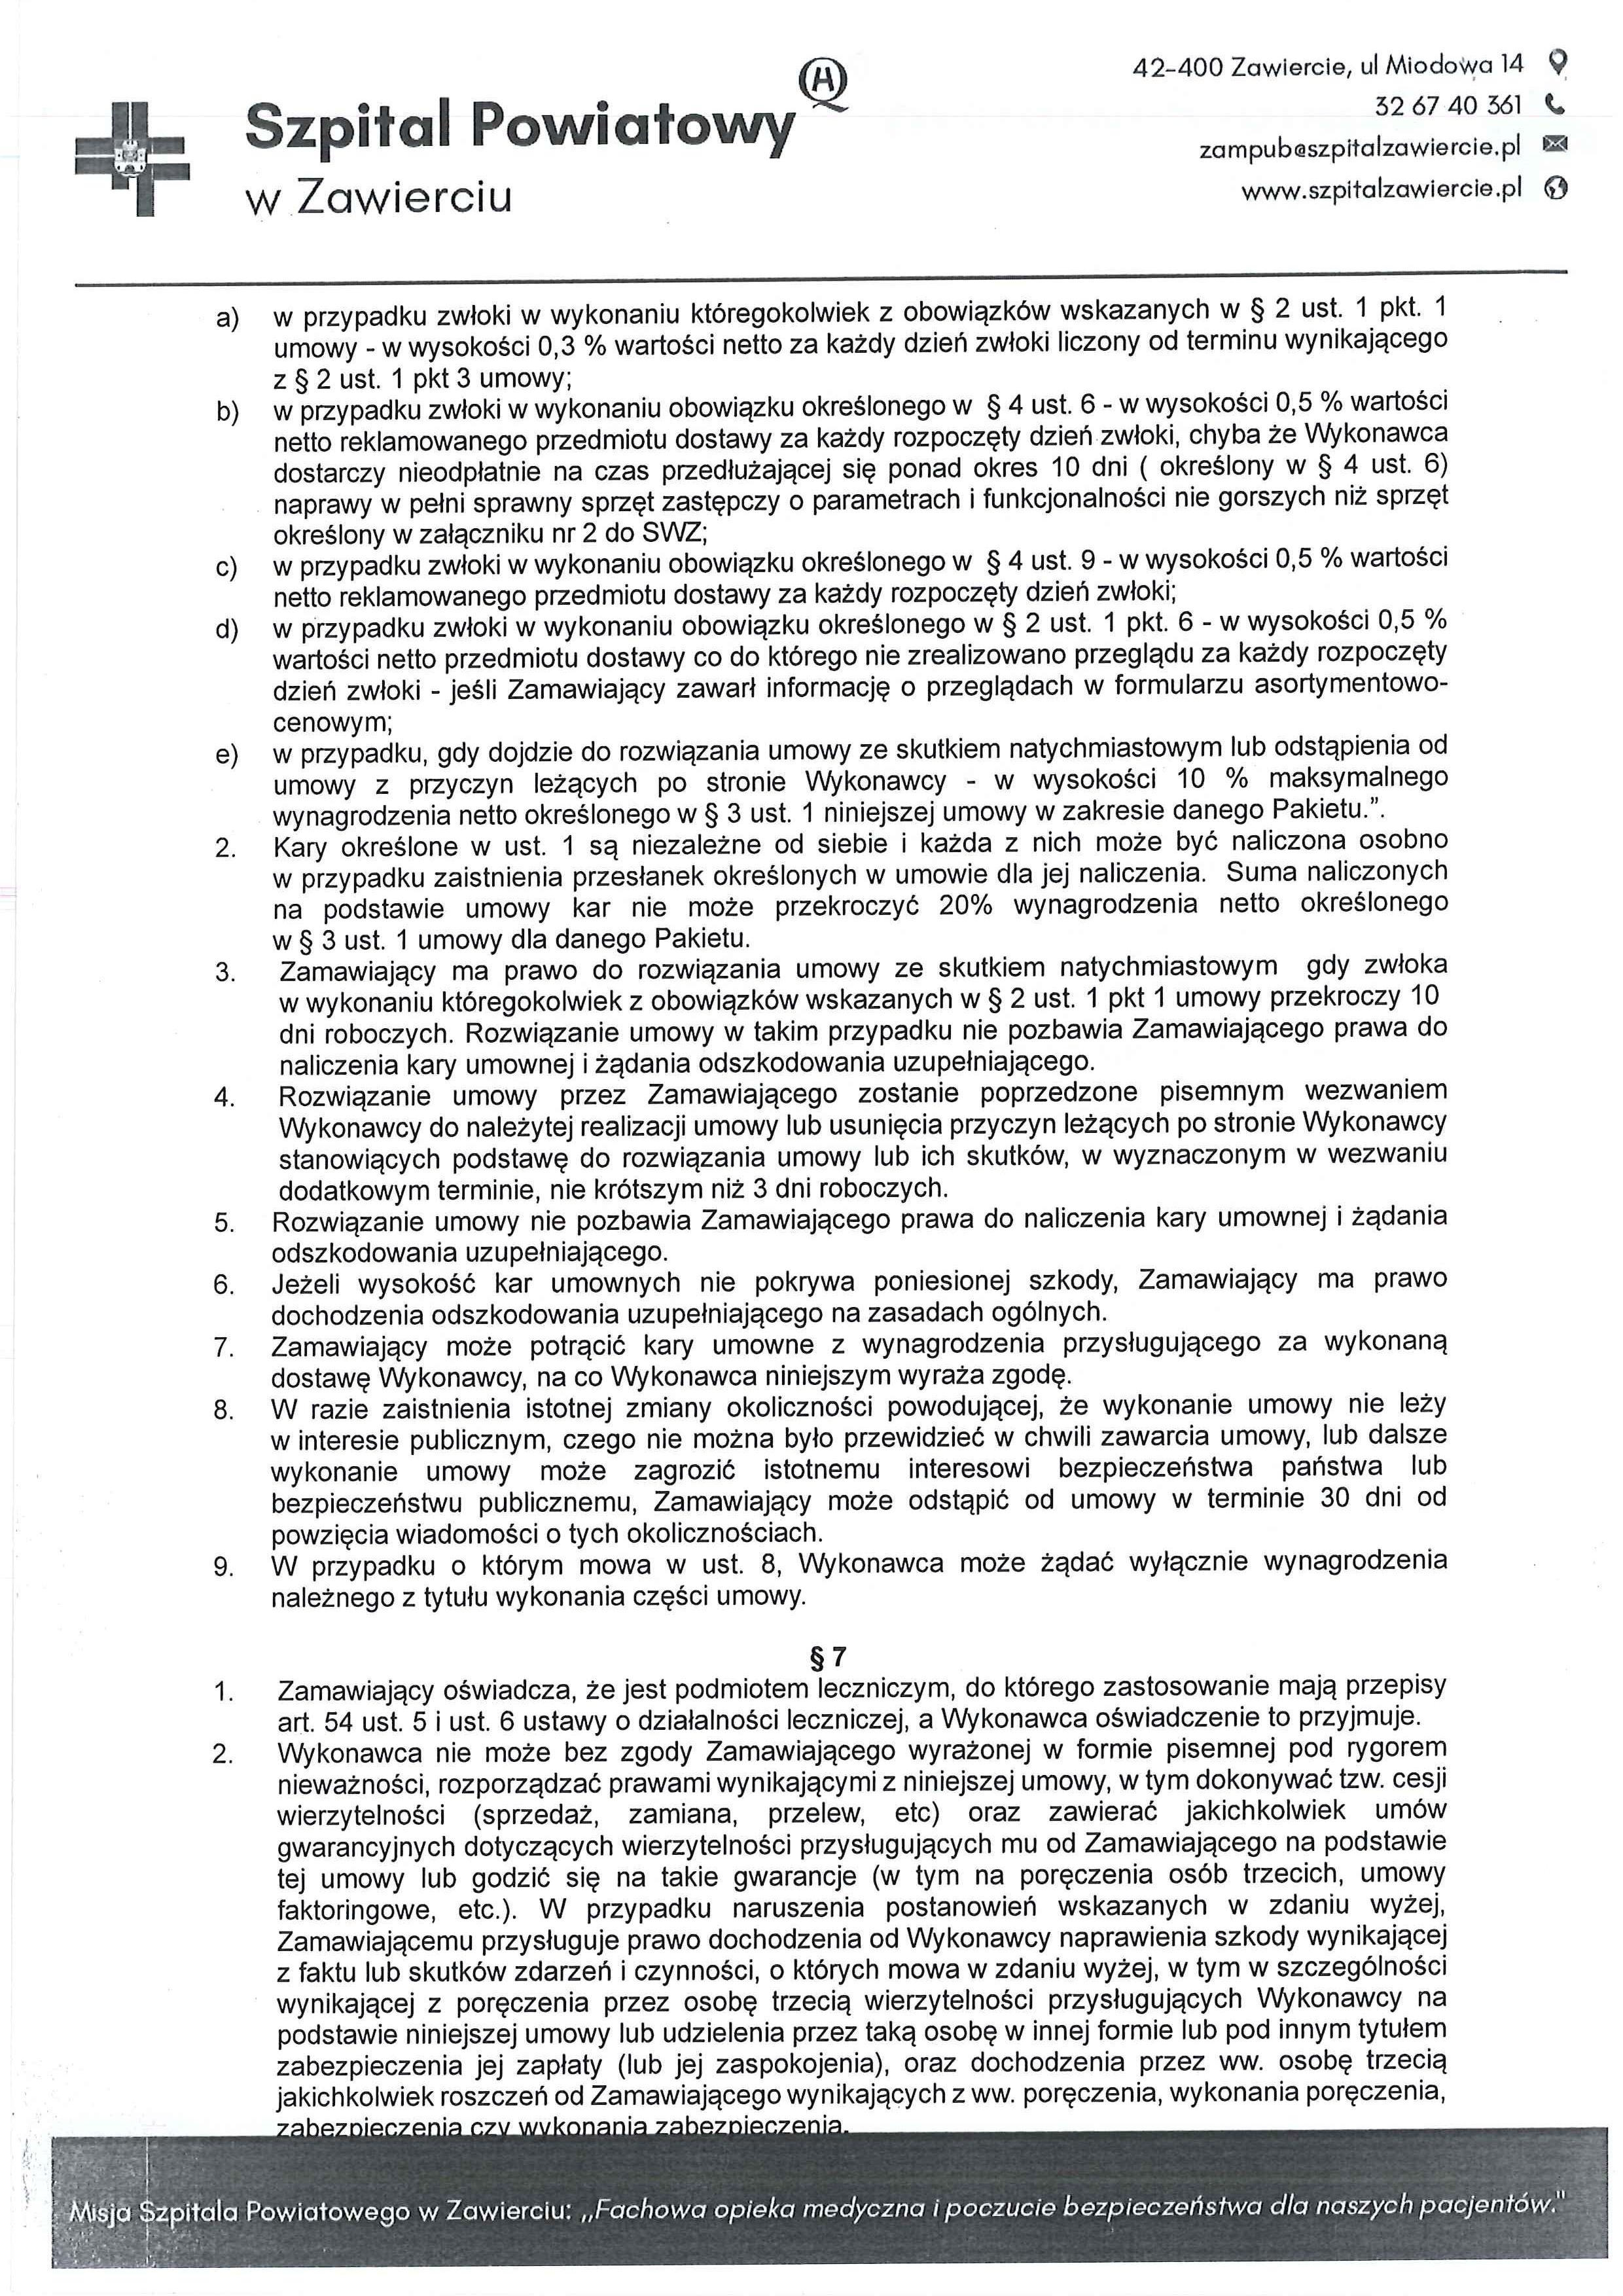 42-400 Zawiercie, ul Miodowa 14
32 67 40 361
zampub@szpitalzawiercie.pl
www.szpitalzawiercie.pl
Szpital Powiatowy
w Zawierciu
a) w przypadku zwłoki w wykonaniu któregokolwiek z obowiązków wskazanych w § 2 ust. 1 pkt. 1
umowy - w wysokości 0,3 % wartości netto za każdy dzień zwłoki liczony od terminu wynikającego
z § 2 ust. 1 pkt 3 umowy;
b) w przypadku zwłoki w wykonaniu obowiązku określonego w § 4 ust. 6 - w wysokości 0,5 % wartości
netto reklamowanego przedmiotu dostawy za każdy rozpoczęty dzień zwłoki, chyba że Wykonawca
dostarczy nieodpłatnie na czas przedłużającej się ponad okres 10 dni ( określony w § 4 ust. 6)
naprawy w pełni sprawny sprzęt zastępczy o parametrach i funkcjonalności nie gorszych niż sprzęt
określony w załączniku nr 2 do SWZ;
c) w przypadku zwłoki w wykonaniu obowiązku określonego w § 4 ust. 9 - w wysokości 0,5 % wartości
netto reklamowanego przedmiotu dostawy za każdy rozpoczęty dzień zwłoki;
d) w przypadku zwłoki w wykonaniu obowiązku określonego w § 2 ust. 1 pkt. 6 - w wysokości 0,5 %
wartości netto przedmiotu dostawy co do którego nie zrealizowano przeglądu za każdy rozpoczęty
dzień zwłoki - jeśli Zamawiający zawarł informację o przeglądach w formularzu asortymentowo-
cenowym;
e) w przypadku, gdy dojdzie do rozwiązania umowy ze skutkiem natychmiastowym lub odstąpienia od
umowy z przyczyn leżących po stronie Wykonawcy - w wysokości 10 % maksymalnego
wynagrodzenia netto określonego w § 3 ust. 1 niniejszej umowy w zakresie danego Pakietu.”.
2. Kary określone w ust. 1 są niezależne od siebie i każda z nich może być naliczona osobno
w przypadku zaistnienia przesłanek określonych w umowie dla jej naliczenia. Suma naliczonych
na podstawie umowy kar nie może przekroczyć 20% wynagrodzenia netto określonego
w § 3 ust. 1 umowy dla danego Pakietu.
3. Zamawiający ma prawo do rozwiązania umowy ze skutkiem natychmiastowym gdy zwłoka
w wykonaniu któregokolwiek z obowiązków wskazanych w § 2 ust. 1 pkt 1 umowy przekroczy 10
dni roboczych. Rozwiązanie umowy w takim przypadku nie pozbawia Zamawiającego prawa do
naliczenia kary umownej i żądania odszkodowania uzupełniającego.
4. Rozwiązanie umowy przez Zamawiającego zostanie poprzedzone pisemnym wezwaniem
Wykonawcy do należytej realizacji umowy lub usunięcia przyczyn leżących po stronie Wykonawcy
stanowiących podstawę do rozwiązania umowy lub ich skutków, w wyznaczonym w wezwaniu
dodatkowym terminie, nie krótszym niż 3 dni roboczych.
5. Rozwiązanie umowy nie pozbawia Zamawiającego prawa do naliczenia kary umownej i żądania
odszkodowania uzupełniającego.
6. Jeżeli wysokość kar umownych nie pokrywa poniesionej szkody, Zamawiający ma prawo
dochodzenia odszkodowania uzupełniającego na zasadach ogólnych.
7. Zamawiający może potrącić kary umowne z wynagrodzenia przysługującego za wykonaną
dostawę Wykonawcy, na co Wykonawca niniejszym wyraża zgodę.
8. W razie zaistnienia istotnej zmiany okoliczności powodującej, że wykonanie umowy nie leży
w interesie publicznym, czego nie można było przewidzieć w chwili zawarcia umowy, lub dalsze
wykonanie umowy może zagrozić istotnemu interesowi bezpieczeństwa państwa lub
bezpieczeństwu publicznemu, Zamawiający może odstąpić od umowy w terminie 30 dni od
powzięcia wiadomości o tych okolicznościach.
9. W przypadku o którym mowa w ust. 8, Wykonawca może żądać wyłącznie wynagrodzenia
należnego z tytułu wykonania części umowy.
§ 7
1. Zamawiający oświadcza, że jest podmiotem leczniczym, do którego zastosowanie mają przepisy
art. 54 ust. 5 i ust. 6 ustawy o działalności leczniczej, a Wykonawca oświadczenie to przyjmuje.
2. Wykonawca nie może bez zgody Zamawiającego wyrażonej w formie pisemnej pod rygorem
nieważności, rozporządzać prawami wynikającymi z niniejszej umowy, w tym dokonywać tzw. cesji
wierzytelności (sprzedaż, zamiana, przelew, etc) oraz zawierać jakichkolwiek umów
gwarancyjnych dotyczących wierzytelności przysługujących mu od Zamawiającego na podstawie
tej umowy lub godzić się na takie gwarancje (w tym na poręczenia osób trzecich, umowy
faktoringowe, etc.). W przypadku naruszenia postanowień wskazanych w zdaniu wyżej,
Zamawiającemu przysługuje prawo dochodzenia od Wykonawcy naprawienia szkody wynikającej
z faktu lub skutków zdarzeń i czynności, o których mowa w zdaniu wyżej, w tym w szczególności
wynikającej z poręczenia przez osobę trzecią wierzytelności przysługujących Wykonawcy na
podstawie niniejszej umowy lub udzielenia przez taką osobę w innej formie lub pod innym tytułem
zabezpieczenia jej zapłaty (lub jej zaspokojenia), oraz dochodzenia przez ww. osobę trzecią
jakichkolwiek roszczeń od Zamawiającego wynikających z ww. poręczenia, wykonania poręczenia,
zabezpieczenia czy wykonania zabezpieczenia.
Misja Szpitala Powiatowego w Zawierciu: „Fachowa opieka medyczna i poczucie bezpieczeństwa dla naszych pacjentów."